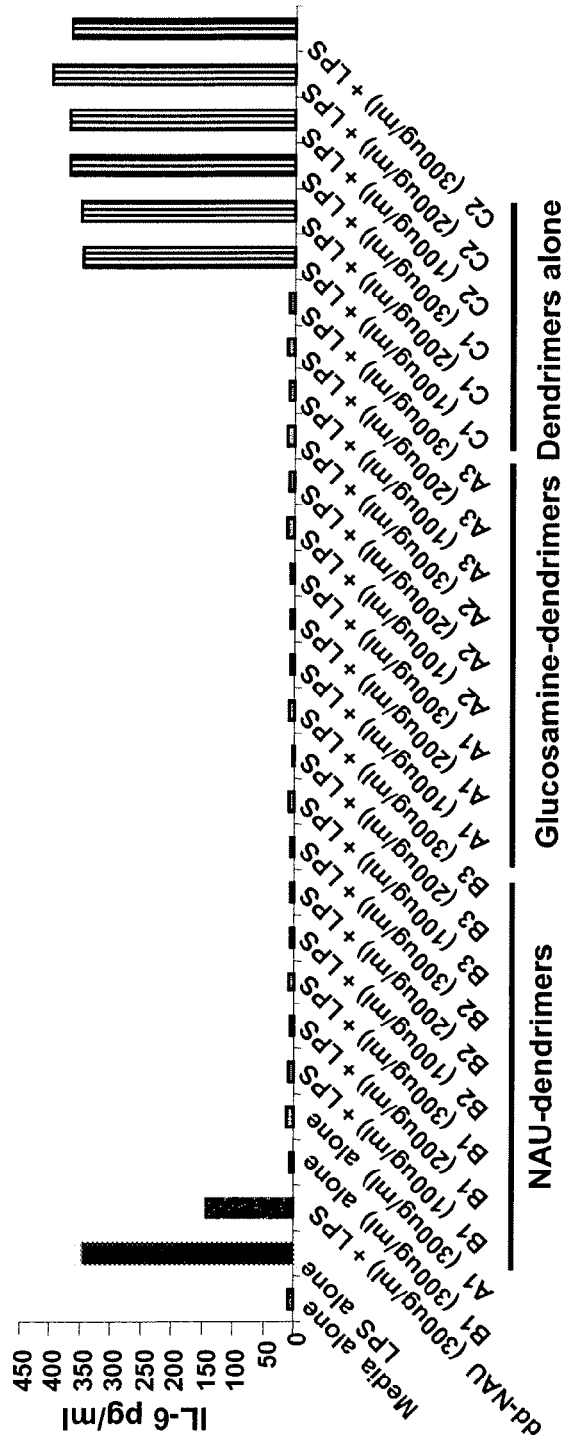 IL-6 pg/ml
450
400
350
300
250
200
150
100
50
0
Media alone
LPS alone
dd-NAU (300ug/ml) + LPS
B1 (300ug/ml) alone
A1 (300ug/ml) alone
B1 (100ug/ml) + LPS
B1 (200ug/ml) + LPS
B1 (300ug/ml) + LPS
B2 (100ug/ml) + LPS
B2 (200ug/ml) + LPS
B2 (300ug/ml) + LPS
B3 (100ug/ml) + LPS
B3 (200ug/ml) + LPS
B3 (300ug/ml) + LPS
A1 (100ug/ml) + LPS
A1 (200ug/ml) + LPS
A1 (300ug/ml) + LPS
A2 (100ug/ml) + LPS
A2 (200ug/ml) + LPS
A2 (300ug/ml) + LPS
A3 (100ug/ml) + LPS
A3 (200ug/ml) + LPS
A3 (300ug/ml) + LPS
C1 (100ug/ml) + LPS
C1 (200ug/ml) + LPS
C1 (300ug/ml) + LPS
C2 (100ug/ml) + LPS
C2 (200ug/ml) + LPS
C2 (300ug/ml) + LPS
NAU-dendrimers
Glucosamine-dendrimers
Dendrimers alone